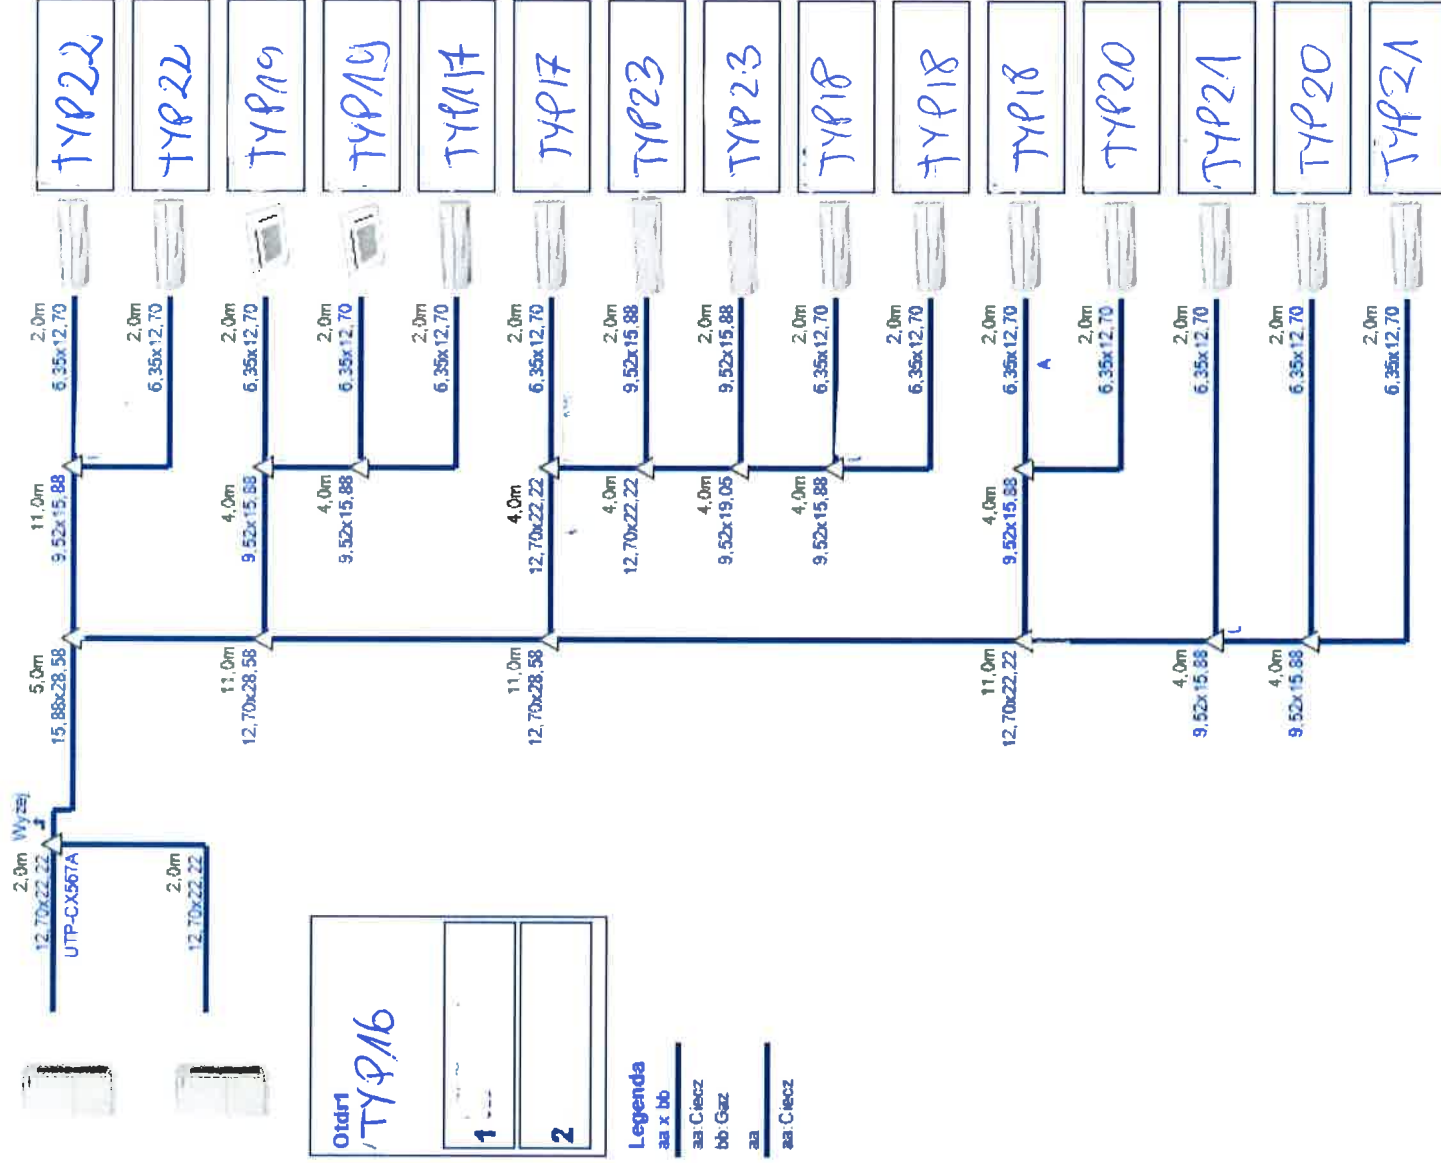 TYP22
TYP22
TYP19
TYP19
TYP17
TYP17
TYP23
TYP23
TYP18
TYP18
TYP18
TYP20
TYP21
TYP20
TYP21
2,0m
6,35x12,70
2,0m
6,35x12,70
2,0m
6,35x12,70
2,0m
6,35x12,70
2,0m
6,35x12,70
2,0m
6,35x12,70
2,0m
9,52x15,88
2,0m
9,52x15,88
2,0m
6,35x12,70
2,0m
6,35x12,70
2,0m
6,35x12,70
A
2,0m
6,35x12,70
2,0m
6,35x12,70
2,0m
6,35x12,70
2,0m
6,35x12,70
11,0m
9,52x15,88
4,0m
9,52x15,88
4,0m
9,52x15,88
4,0m
12,70x22,22
4,0m
12,70x22,22
4,0m
9,52x19,05
4,0m
9,52x15,88
4,0m
9,52x15,88
5,0m
15,88x28,58
11,0m
12,70x28,58
11,0m
12,70x28,58
11,0m
12,70x22,22
4,0m
9,52x15,88
4,0m
9,52x15,88
Wyżej
2,0m
12,70x22,22
UTP-CX567A
2,0m
12,70x22,22
Otdr1
TYP16
1
2
Legenda
aa x bb
aa:Ciecz
bb:Gaz
aa
aa:Ciecz